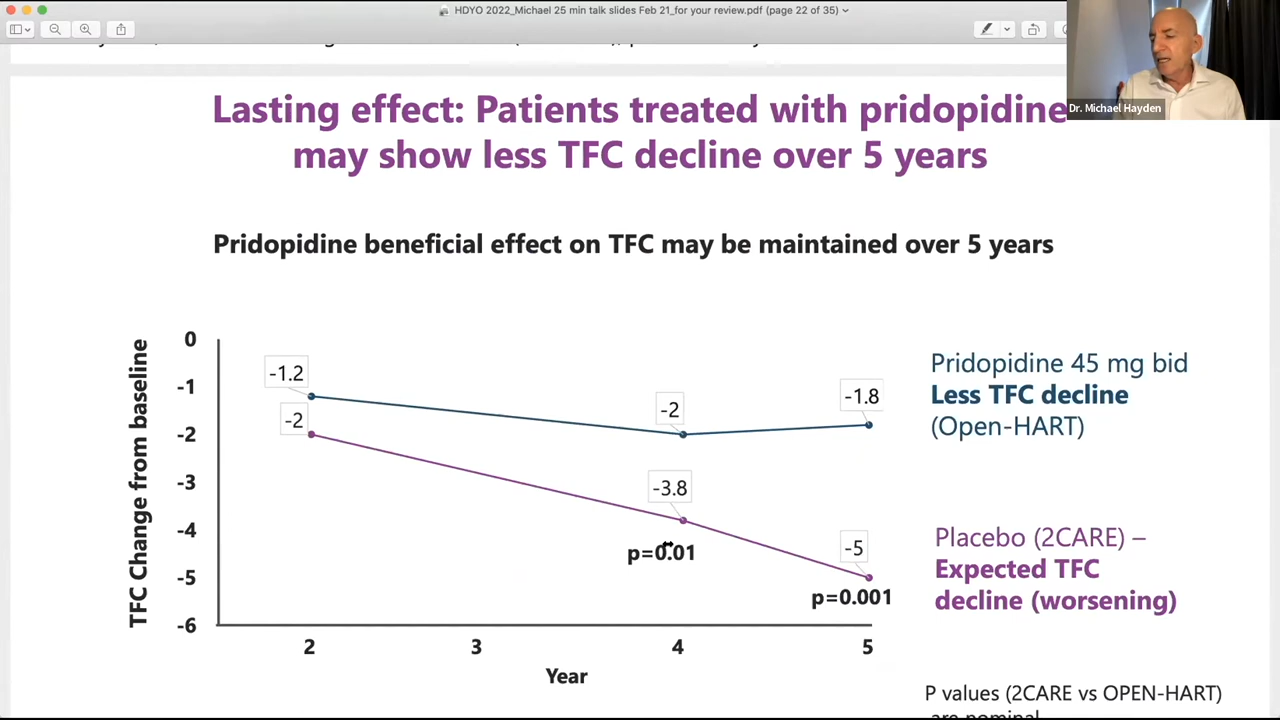 HDYO 2022_Michael 25 min talk slides Feb 21_for your review.pdf (page 22 of 35)
Dr. Michael Hayden
Lasting effect: Patients treated with pridopidine
may show less TFC decline over 5 years
Pridopidine beneficial effect on TFC may be maintained over 5 years
TFC Change from baseline
0
-1
-2
-3
-4
-5
-6
-1.2
-2
-2
-1.8
-3.8
-5
p=0.01
p=0.001
2
3
4
5
Year
Pridopidine 45 mg bid
Less TFC decline
(Open-HART)
Placebo (2CARE) –
Expected TFC
decline (worsening)
P values (2CARE vs OPEN-HART)
are nominal